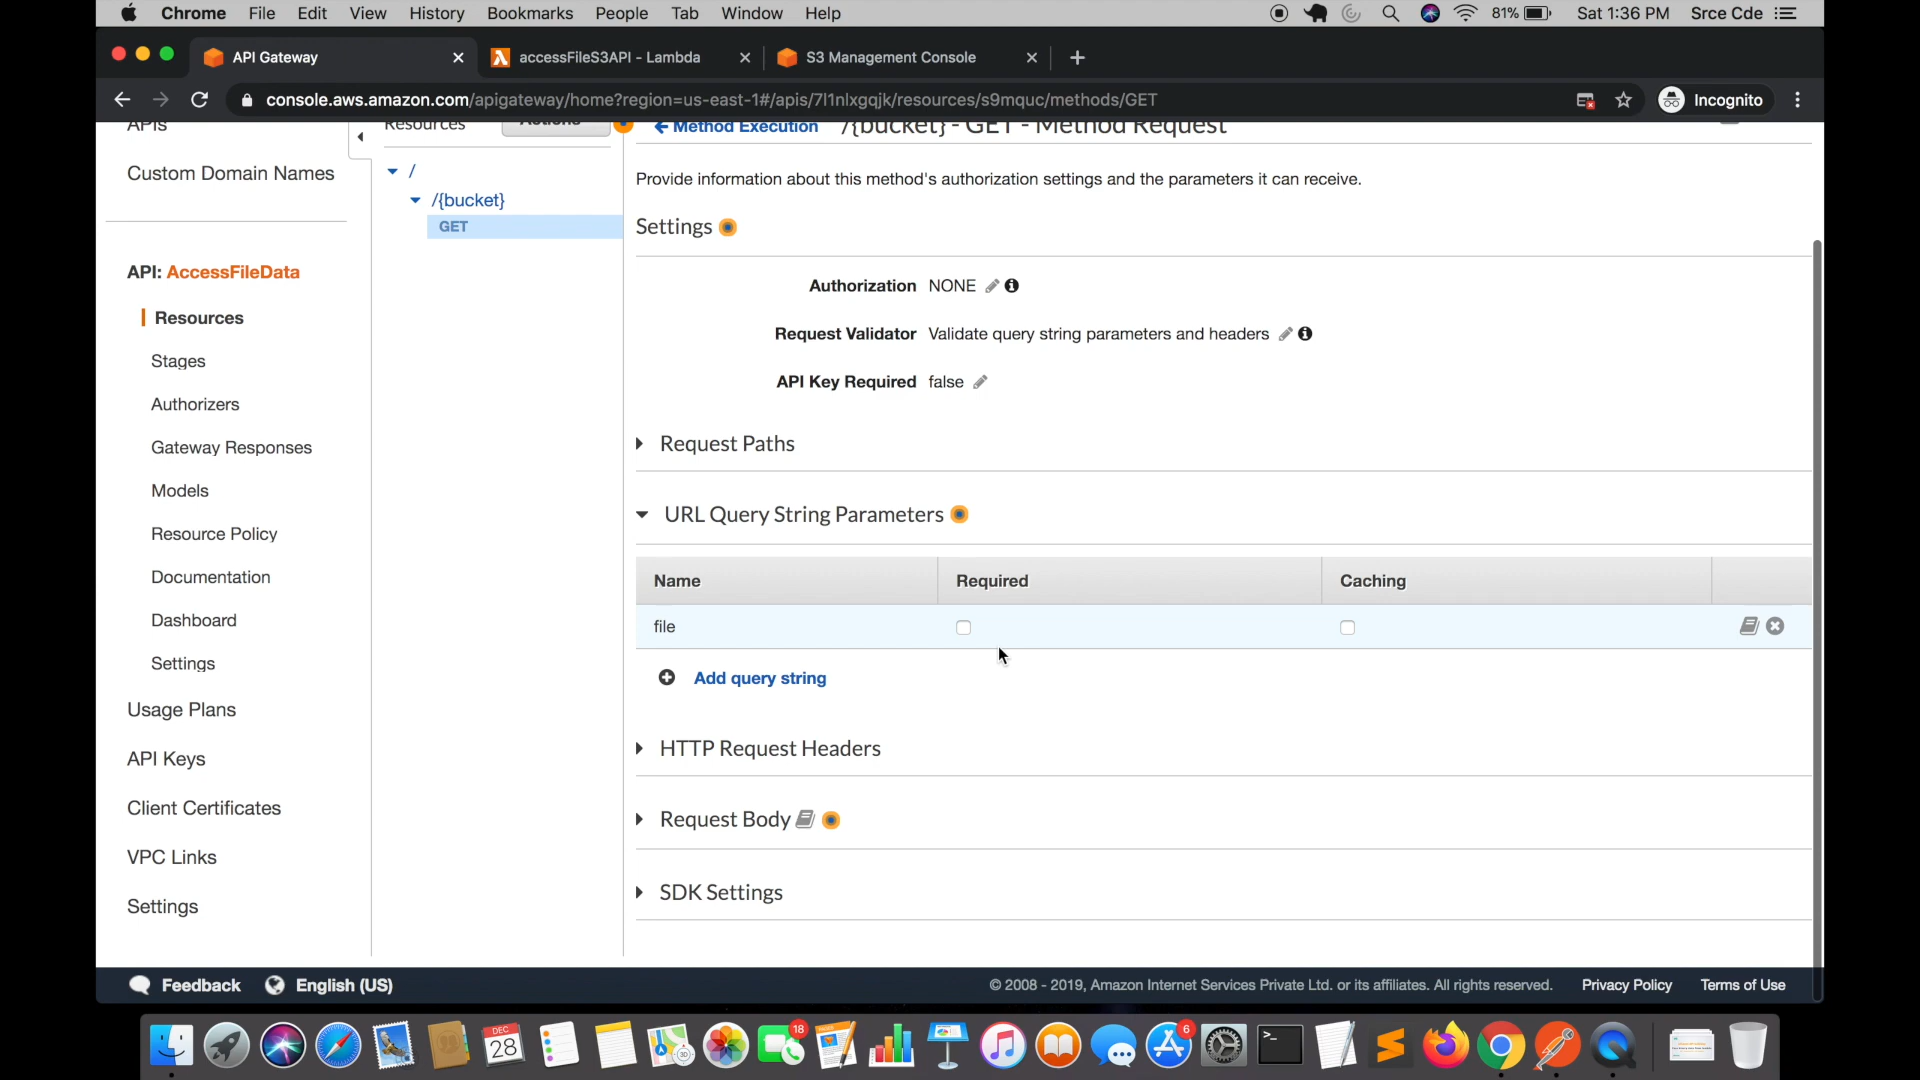 Chrome File Edit View History Bookmarks People Tab Window Help 81% Sat 1:36 PM Srce Cde
API Gateway accessFileS3API - Lambda S3 Management Console
console.aws.amazon.com/apigateway/home?region=us-east-1#/apis/7l1nlxgqjk/resources/s9mquc/methods/GET Incognito
APIs
Resources Actions
Method Execution /{bucket} - GET - Method Request
Custom Domain Names
API: AccessFileData
Resources
Stages
Authorizers
Gateway Responses
Models
Resource Policy
Documentation
Dashboard
Settings
Usage Plans
API Keys
Client Certificates
VPC Links
Settings
/
/{bucket}
GET
Provide information about this method's authorization settings and the parameters it can receive.
Settings
Authorization NONE
Request Validator Validate query string parameters and headers
API Key Required false
Request Paths
URL Query String Parameters
Name Required Caching
file
Add query string
HTTP Request Headers
Request Body
SDK Settings
Feedback English (US) © 2008 - 2019, Amazon Internet Services Private Ltd. or its affiliates. All rights reserved. Privacy Policy Terms of Use
DEC
28
18
6